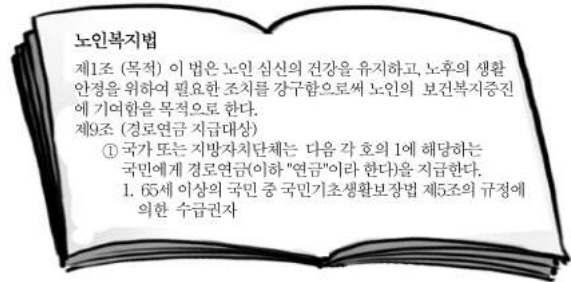 노인복지법
제1조 (목적) 이 법은 노인 심신의 건강을 유지하고, 노후의 생활
안정을 위하여 필요한 조치를 강구함으로써 노인의 보건복지증진
에 기여함을 목적으로 한다.
제9조 (경로연금 지급대상)
① 국가 또는 지방자치단체는 다음 각 호의 1에 해당하는
국민에게 경로연금(이하 "연금"이라 한다)을 지급한다.
1. 65세 이상의 국민 중 국민기초생활보장법 제5조의 규정에
의한 수급권자